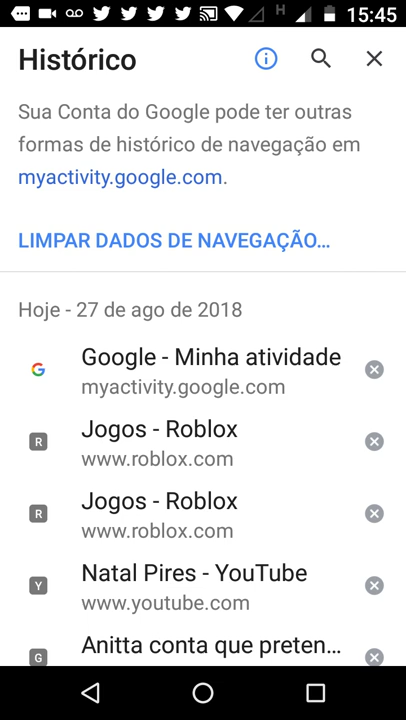 H
15:45
Histórico
Sua Conta do Google pode ter outras
formas de histórico de navegação em
myactivity.google.com.
LIMPAR DADOS DE NAVEGAÇÃO...
Hoje - 27 de ago de 2018
G
Google - Minha atividade
myactivity.google.com
R
Jogos - Roblox
www.roblox.com
R
Jogos - Roblox
www.roblox.com
Y
Natal Pires - YouTube
www.youtube.com
G
Anitta conta que preten...